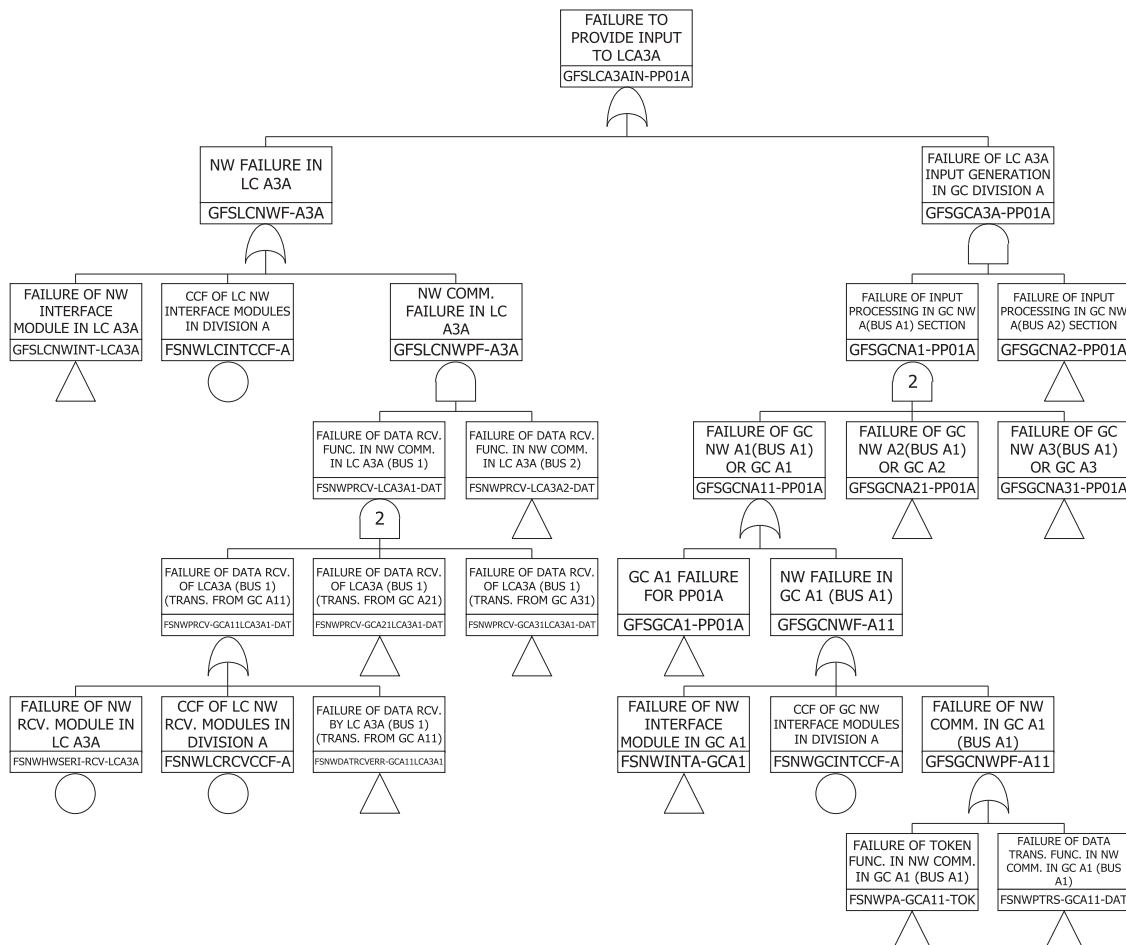 FAILURE TO
PROVIDE INPUT
TO LCA3A
GFSLCA3AIN-PP01A
NW FAILURE IN
LC A3A
GFSLCNWF-A3A
FAILURE OF LC A3A
INPUT GENERATION
IN GC DIVISION A
GFSGCA3A-PP01A
FAILURE OF NW
INTERFACE
MODULE IN LC A3A
GFSLCNWINT-LCA3A
CCF OF LC NW
INTERFACE MODULES
IN DIVISION A
FSNWLCINTCCF-A
NW COMM.
FAILURE IN LC
A3A
GFSLCNWPF-A3A
FAILURE OF INPUT
PROCESSING IN GC NW
A(BUS A1) SECTION
GFSGCNA1-PP01A
FAILURE OF INPUT
PROCESSING IN GC NW
A(BUS A2) SECTION
GFSGCNA2-PP01A
2
FAILURE OF DATA RCV.
FUNC. IN NW COMM.
IN LC A3A (BUS 1)
FSNWPRCV-LCA3A1-DAT
FAILURE OF DATA RCV.
FUNC. IN NW COMM.
IN LC A3A (BUS 2)
FSNWPRCV-LCA3A2-DAT
FAILURE OF GC
NW A1(BUS A1)
OR GC A1
GFSGCNA11-PP01A
FAILURE OF GC
NW A2(BUS A1)
OR GC A2
GFSGCNA21-PP01A
FAILURE OF GC
NW A3(BUS A1)
OR GC A3
GFSGCNA31-PP01A
2
FAILURE OF DATA RCV.
OF LCA3A (BUS 1)
(TRANS. FROM GC A11)
FSNWPRCV-GCA11LCA3A1-DAT
FAILURE OF DATA RCV.
OF LCA3A (BUS 1)
(TRANS. FROM GC A21)
FSNWPRCV-GCA21LCA3A1-DAT
FAILURE OF DATA RCV.
OF LCA3A (BUS 1)
(TRANS. FROM GC A31)
FSNWPRCV-GCA31LCA3A1-DAT
GC A1 FAILURE
FOR PP01A
GFSGCA1-PP01A
NW FAILURE IN
GC A1 (BUS A1)
GFSGCNWF-A11
FAILURE OF NW
RCV. MODULE IN
LC A3A
FSNWHWSERI-RCV-LCA3A
CCF OF LC NW
RCV. MODULES IN
DIVISION A
FSNWLCRCVCCF-A
FAILURE OF DATA RCV.
BY LC A3A (BUS 1)
(TRANS. FROM GC A11)
FSNWDATRCVERR-GCA11LCA3A1
FAILURE OF NW
INTERFACE
MODULE IN GC A1
FSNWINTA-GCA1
CCF OF GC NW
INTERFACE MODULES
IN DIVISION A
FSNWGCINTCCF-A
FAILURE OF NW
COMM. IN GC A1
(BUS A1)
GFSGCNWPF-A11
FAILURE OF TOKEN
FUNC. IN NW COMM.
IN GC A1 (BUS A1)
FSNWPA-GCA11-TOK
FAILURE OF DATA
TRANS. FUNC. IN NW
COMM. IN GC A1 (BUS
A1)
FSNWPTRS-GCA11-DAT